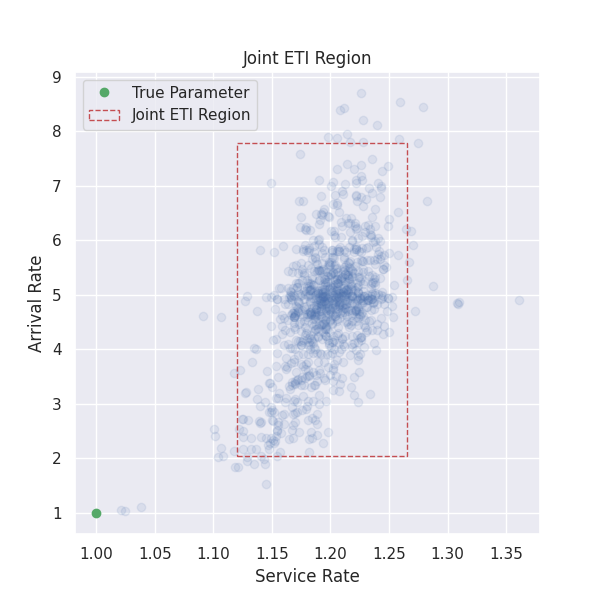 Joint ETI Region
True Parameter
Joint ETI Region
9
8
7
6
5
4
3
2
1
Arrival Rate
1.00 1.05 1.10 1.15 1.20 1.25 1.30 1.35
Service Rate